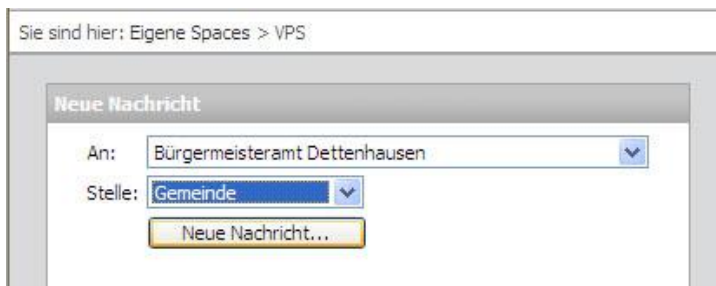 Sie sind hier: Eigene Spaces > VPS
Neue Nachricht
An: Bürgermeisteramt Dettenhausen
Stelle: Gemeinde
Neue Nachricht...